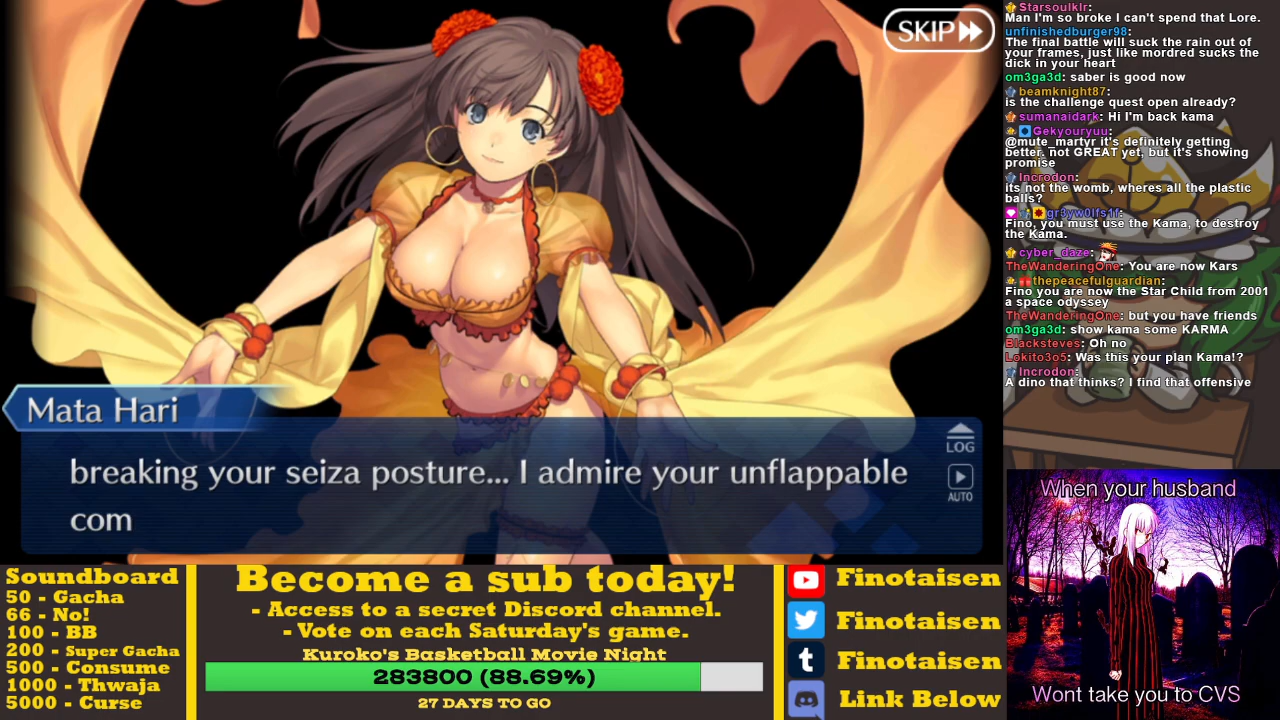 SKIP
Mata Hari
breaking your seiza posture... I admire your unflappable
com
LOG
AUTO
Starsoulklr:
Man I'm so broke I can't spend that Lore.
unfinishedburger98:
The final battle will suck the rain out of
your frames, just like mordred sucks the
dick in your heart
om3ga3d: saber is good now
beamknight87:
is the challenge quest open already?
sumanaidark: Hi I'm back kama
Gekyouryuu:
@mute_martyr it's definitely getting
better. not GREAT yet, but it's showing
promise
Incrodon:
its not the womb, wheres all the plastic
balls?
gr3yw0lfs1f:
Fino, you must use the Kama, to destroy
the Kama.
cyber_daze:
TheWanderingOne: You are now Kars
thepeacefulguardian:
Fino you are now the Star Child from 2001
a space odyssey
TheWanderingOne: but you have friends
om3ga3d: show kama some KARMA
Blacksteves: Oh no
Lokito3o5: Was this your plan Kama!?
Incrodon:
A dino that thinks? I find that offensive
When your husband
Wont take you to CVS
Soundboard
50 - Gacha
66 - No!
100 - BB
200 - Super Gacha
500 - Consume
1000 - Thwaja
5000 - Curse
Become a sub today!
- Access to a secret Discord channel.
- Vote on each Saturday's game.
Kuroko's Basketball Movie Night
283800 (88.69%)
27 DAYS TO GO
Finotaisen
Finotaisen
Finotaisen
Link Below